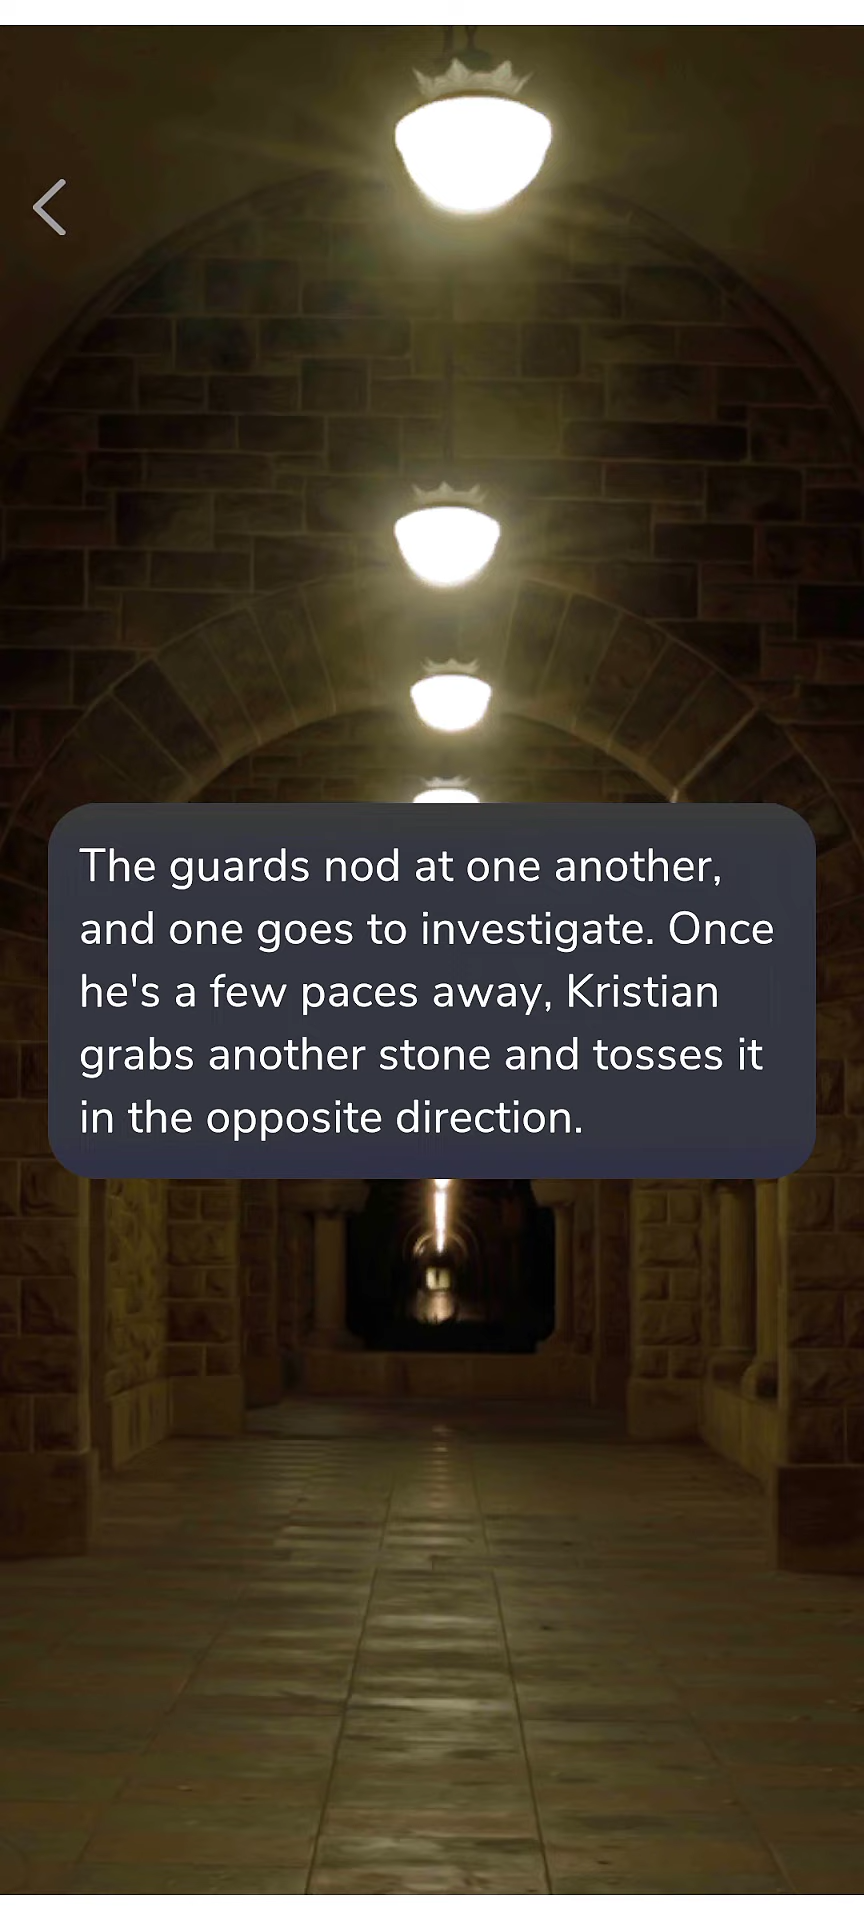 The guards nod at one another,
and one goes to investigate. Once
he's a few paces away, Kristian
grabs another stone and tosses it
in the opposite direction.